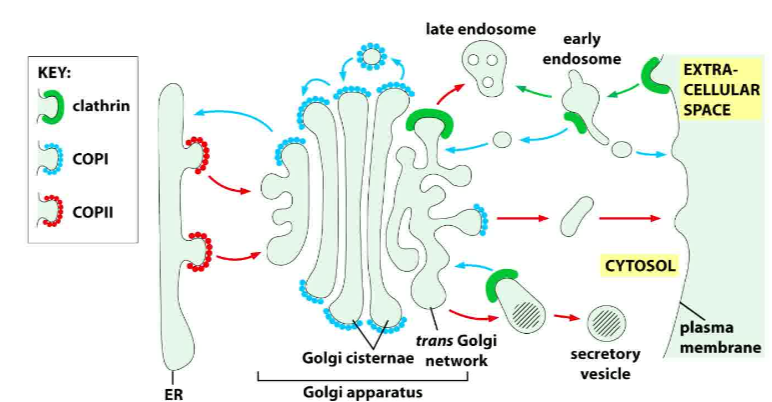 KEY:
clathrin
COPI
COPII
late endosome
early
endosome
EXTRA-
CELLULAR
SPACE
CYTOSOL
plasma
membrane
secretory
vesicle
trans Golgi
network
Golgi cisternae
Golgi apparatus
ER